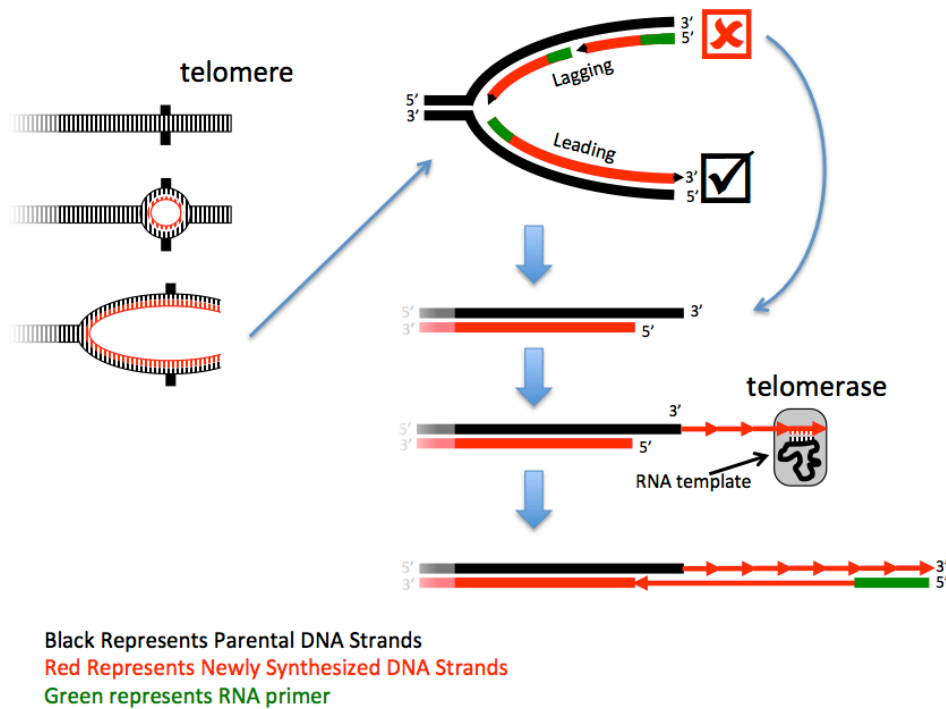 telomere
3’
5’
Lagging
5’
3’
Leading
3’
5’
5’
3’
3’
5’
telomerase
3’
5’
3’
5’
RNA template
5’
3’
3’
5’
Black Represents Parental DNA Strands
Red Represents Newly Synthesized DNA Strands
Green represents RNA primer